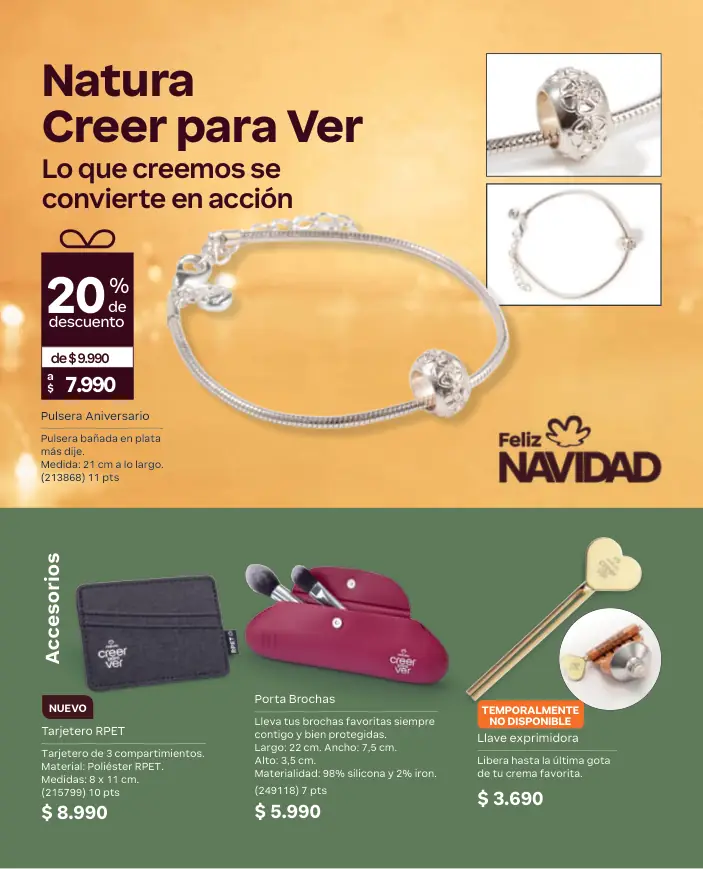 Natura
Creer para Ver
Lo que creemos se
convierte en acción
20 % de
descuento
de $ 9.990
a $ 7.990
Pulsera Aniversario
Pulsera bañada en plata
más dije.
Medida: 21 cm a lo largo.
(213868) 11 pts
Feliz
NAVIDAD
Accesorios
natura
creer
para
ver
RPET
NUEVO
Tarjetero RPET
Tarjetero de 3 compartimientos.
Material: Poliéster RPET.
Medidas: 8 x 11 cm.
(215799) 10 pts
$ 8.990
natura
creer
para
ver
Porta Brochas
Lleva tus brochas favoritas siempre
contigo y bien protegidas.
Largo: 22 cm. Ancho: 7,5 cm.
Alto: 3,5 cm.
Materialidad: 98% silicona y 2% iron.
(249118) 7 pts
$ 5.990
TEMPORALMENTE
NO DISPONIBLE
Llave exprimidora
Libera hasta la última gota
de tu crema favorita.
$ 3.690